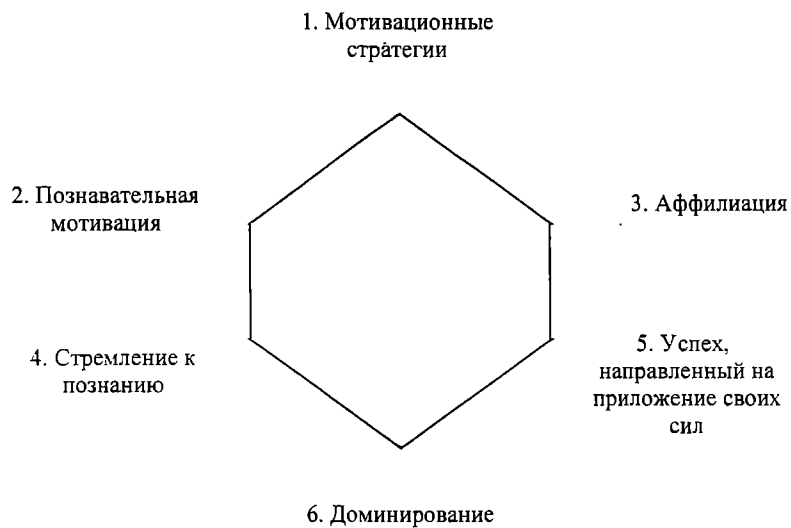 1. Мотивационные
стратегии
2. Познавательная
мотивация
3. Аффилиация
4. Стремление к
познанию
5. Успех,
направленный на
приложение своих
сил
6. Доминирование